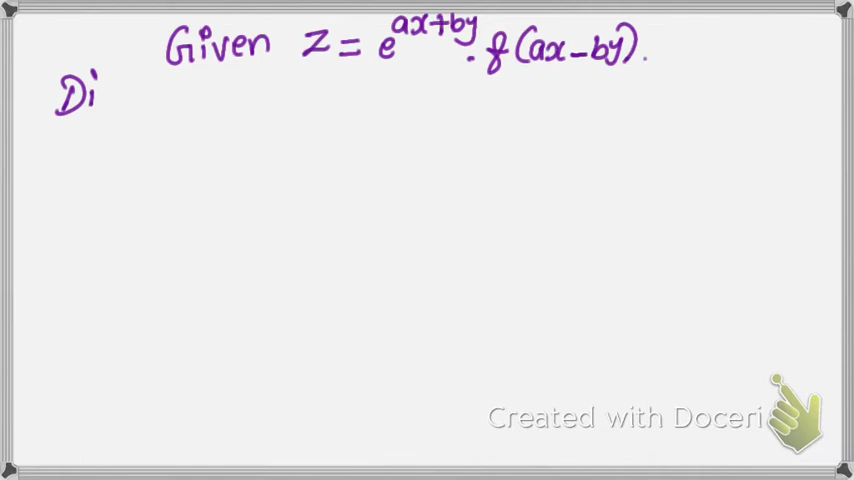 Given z = e^{ax+by} . f(ax-by).
Di
Created with Doceri